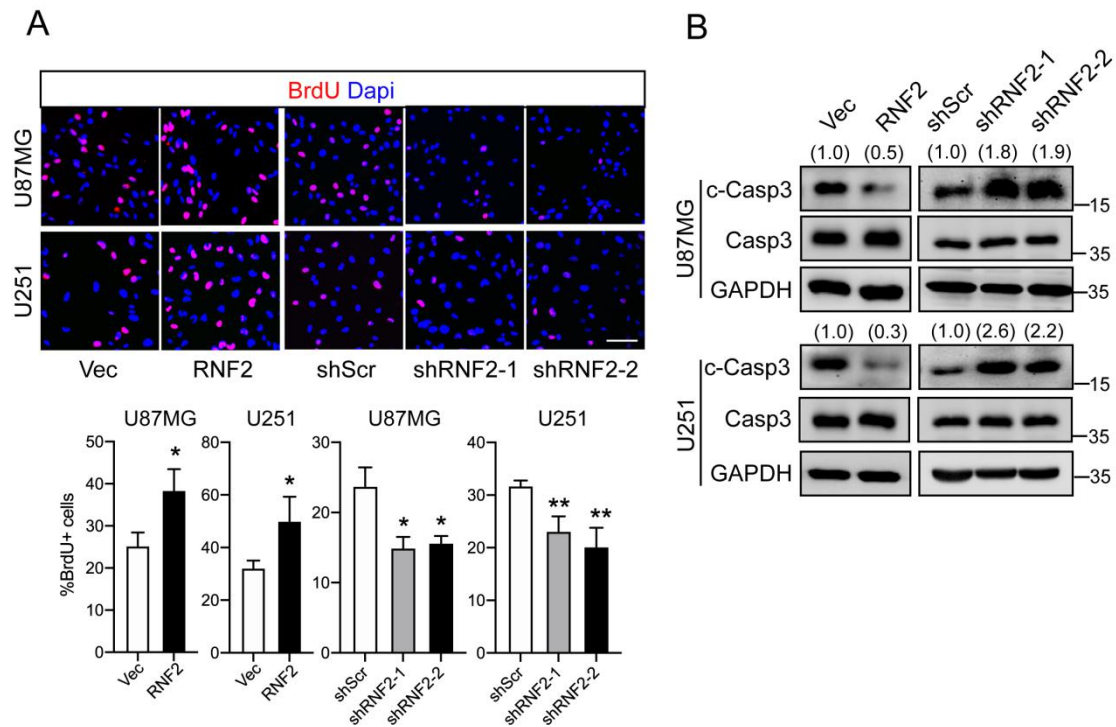 A
BrdU Dapi
U87MG
U251
Vec RNF2 shScr shRNF2-1 shRNF2-2
U87MG U251 U87MG U251
%BrdU+ cells
50
40
30
20
10
0
*
Vec
RNF2
80
60
40
20
0
*
Vec
RNF2
30
20
10
0
* *
shScr
shRNF2-1
shRNF2-2
40
30
20
10
0
** **
shScr
shRNF2-1
shRNF2-2
B
Vec RNF2 shScr shRNF2-1 shRNF2-2
(1.0) (0.5) (1.0) (1.8) (1.9)
U87MG
c-Casp3 15
Casp3 35
GAPDH 35
(1.0) (0.3) (1.0) (2.6) (2.2)
U251
c-Casp3 15
Casp3 35
GAPDH 35